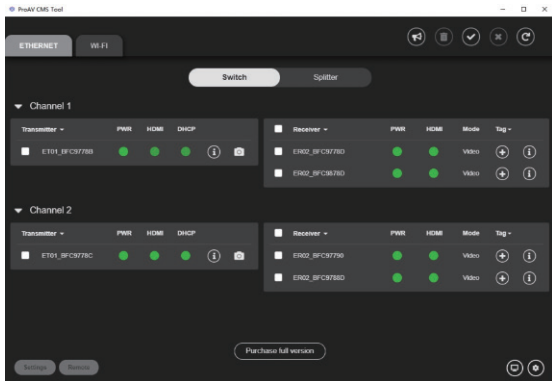 ProAV CMS Tool
ETHERNET WI-FI
Switch Splitter
Channel 1
Transmitter PWR HDMI DHCP
ET01_BFC9778B
Receiver PWR HDMI Mode Tag
ER02_BFC9778D Video
ER02_BFC9878D Video
Channel 2
Transmitter PWR HDMI DHCP
ET01_BFC9778C
Receiver PWR HDMI Mode Tag
ER02_BFC97790 Video
ER02_BFC9788D Video
Purchase full version
Settings Remove